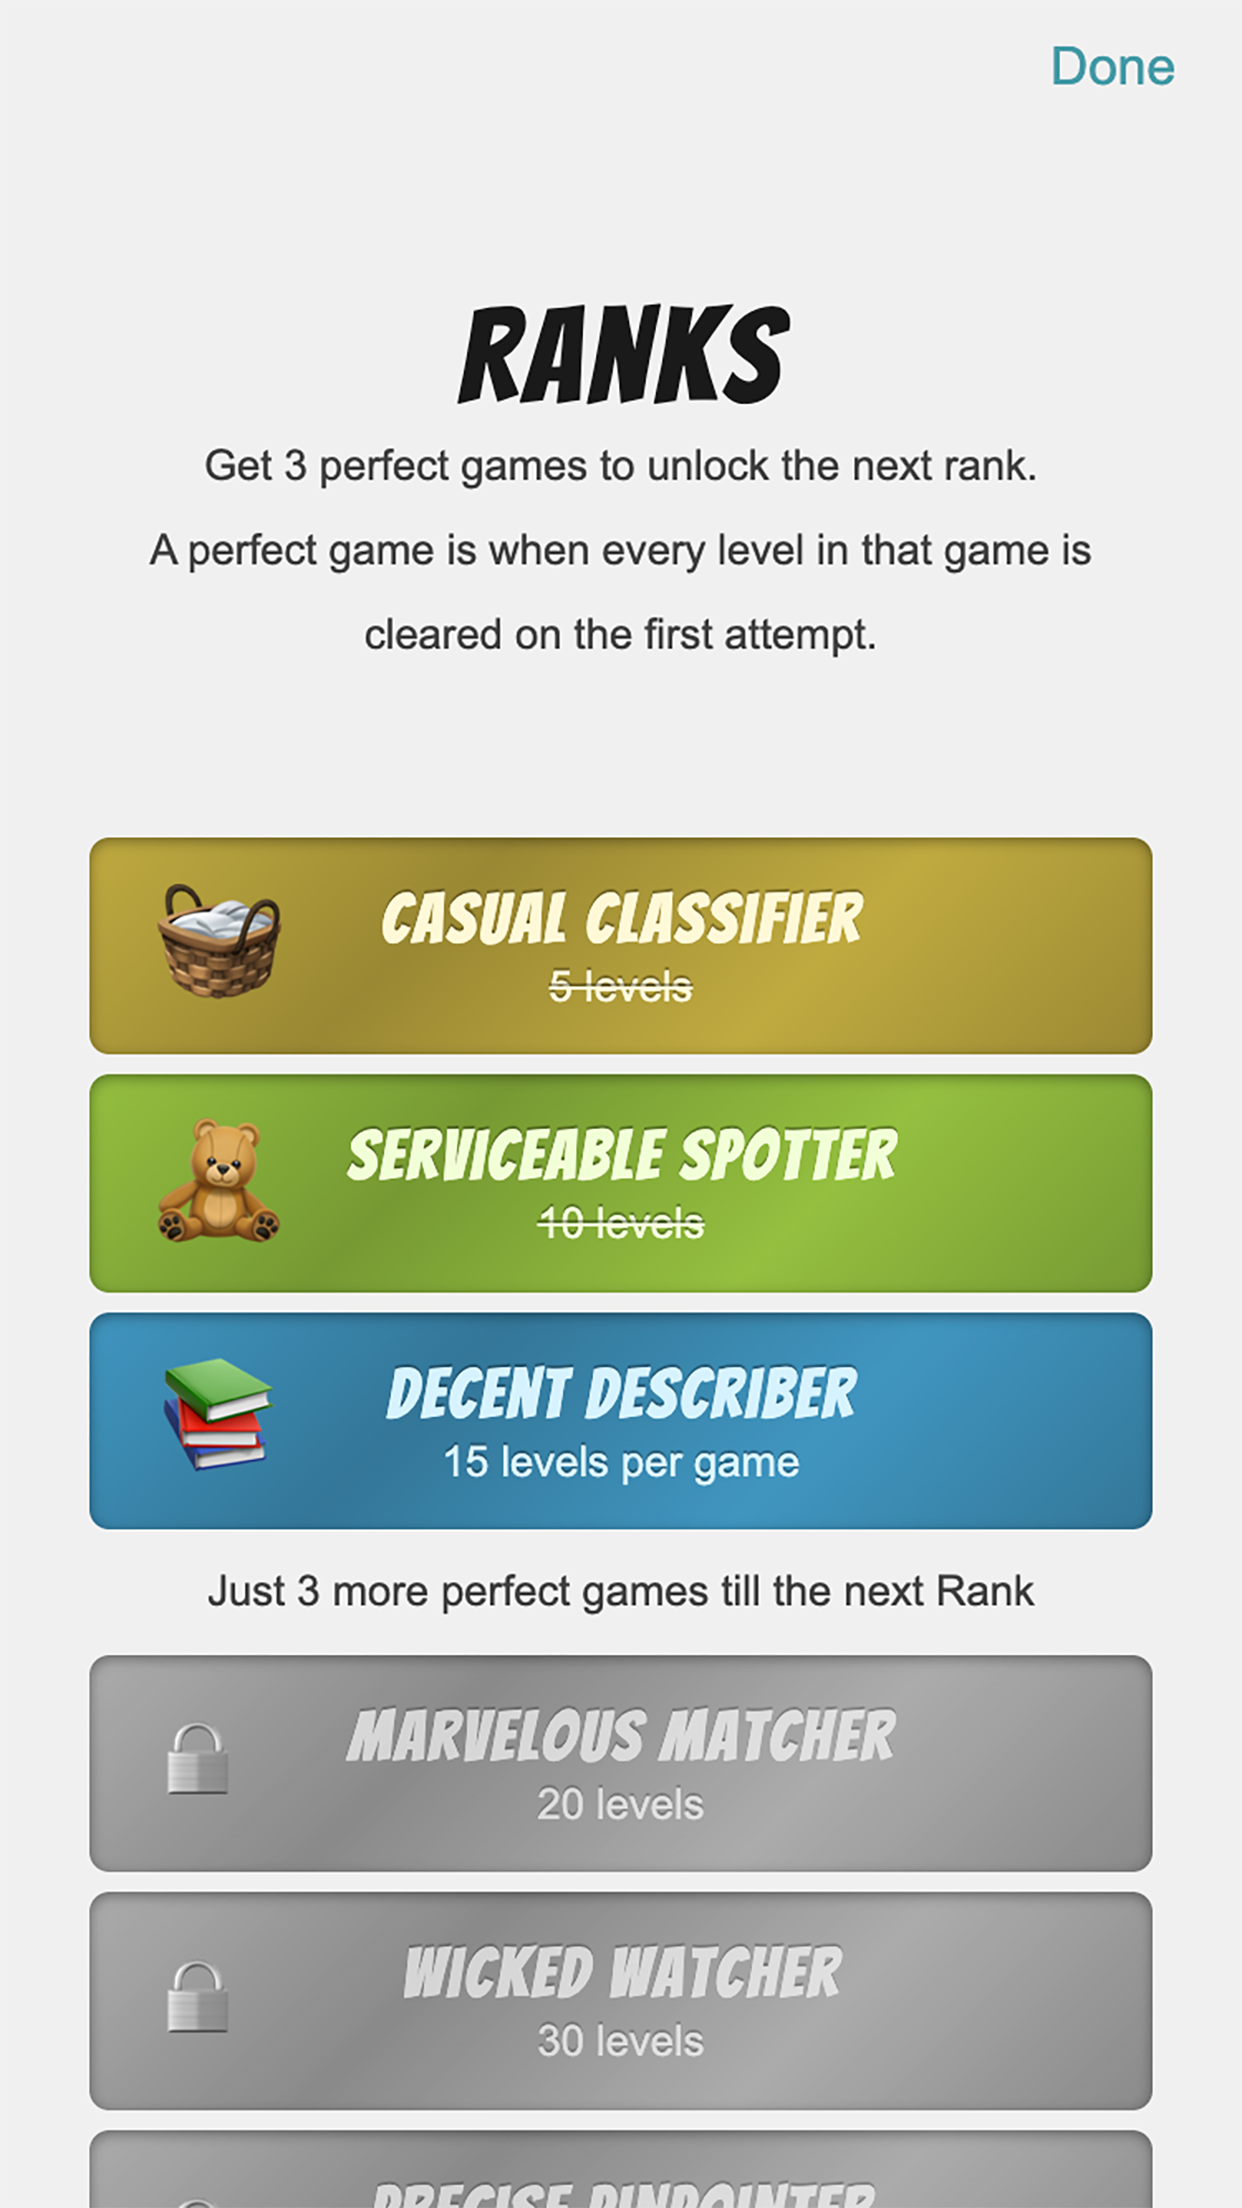 Done
RANKS
Get 3 perfect games to unlock the next rank.
A perfect game is when every level in that game is
cleared on the first attempt.
CASUAL CLASSIFIER
5 levels
SERVICEABLE SPOTTER
10 levels
DECENT DESCRIBER
15 levels per game
Just 3 more perfect games till the next Rank
MARVELOUS MATCHER
20 levels
WICKED WATCHER
30 levels
PRECISE PINPOINTER